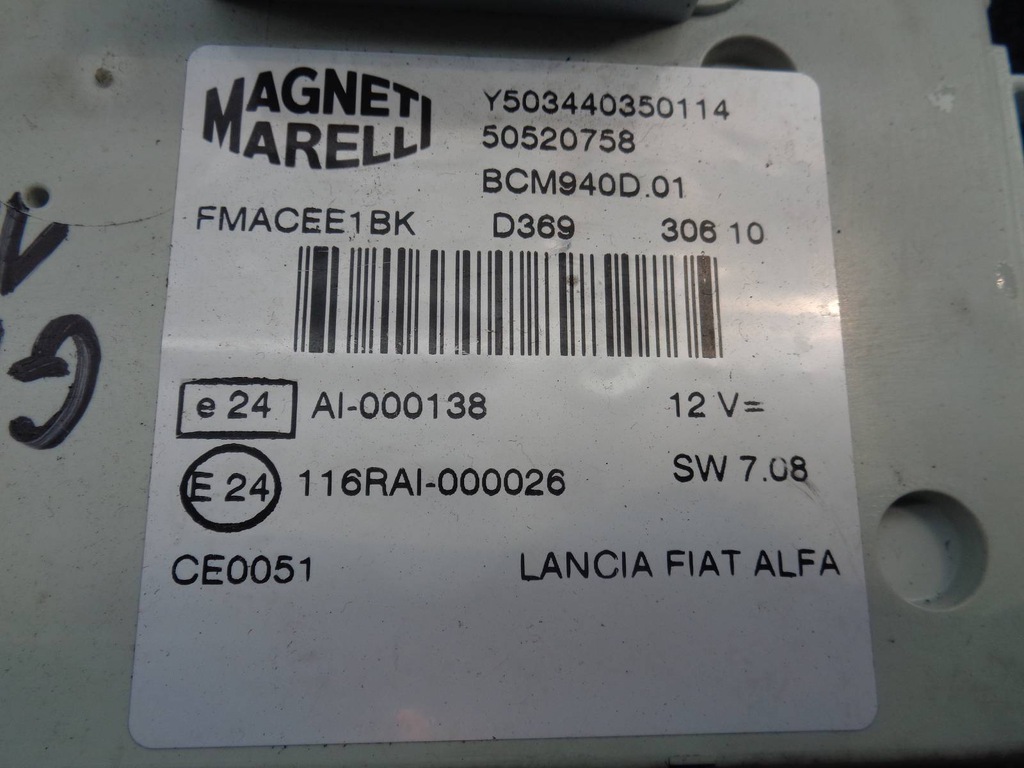 MAGNETI
MARELLI
Y503440350114
50520758
BCM940D.01
FMACEE1BK D369 306 10
e 24 AI-000138 12 V=
E 24 116RAI-000026 SW 7.08
CE0051 LANCIA FIAT ALFA